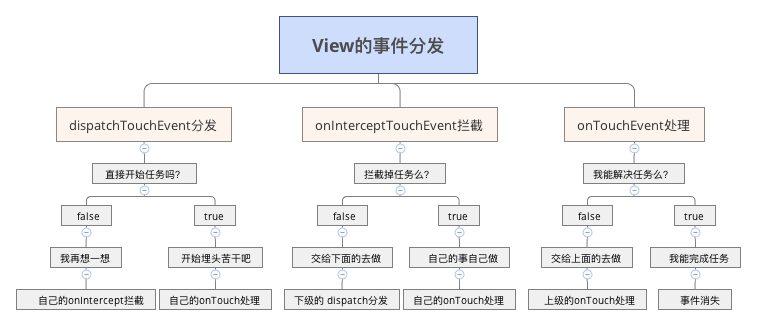 View的事件分发
dispatchTouchEvent分发
onInterceptTouchEvent拦截
onTouchEvent处理
直接开始任务吗?
拦截掉任务么?
我能解决任务么?
false
true
false
true
false
true
我再想一想
开始埋头苦干吧
交给下面的去做
自己的事自己做
交给上面的去做
我能完成任务
自己的onIntercept拦截
自己的onTouch处理
下级的 dispatch分发
自己的onTouch处理
上级的onTouch处理
事件消失